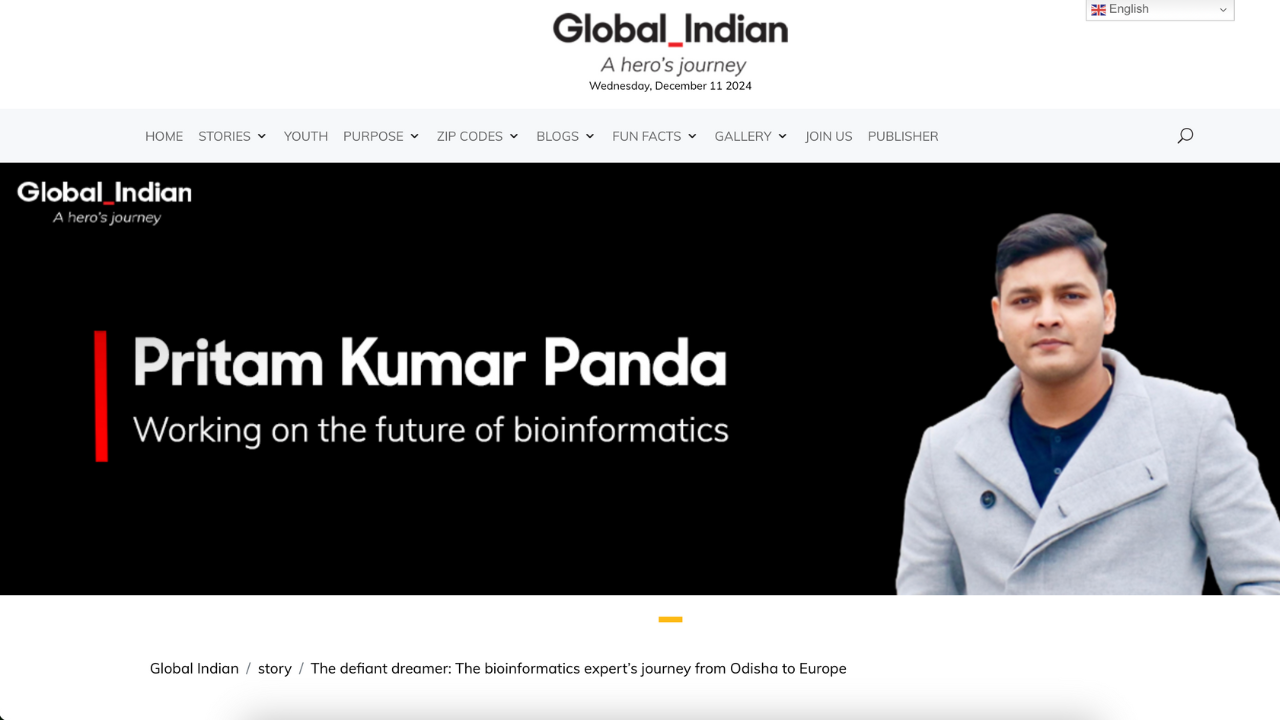 English
Global_Indian
A hero's journey
Wednesday, December 11 2024
HOME STORIES YOUTH PURPOSE ZIP CODES BLOGS FUN FACTS GALLERY JOIN US PUBLISHER
Global_Indian
A hero's journey
Pritam Kumar Panda
Working on the future of bioinformatics
Global Indian / story / The defiant dreamer: The bioinformatics expert’s journey from Odisha to Europe